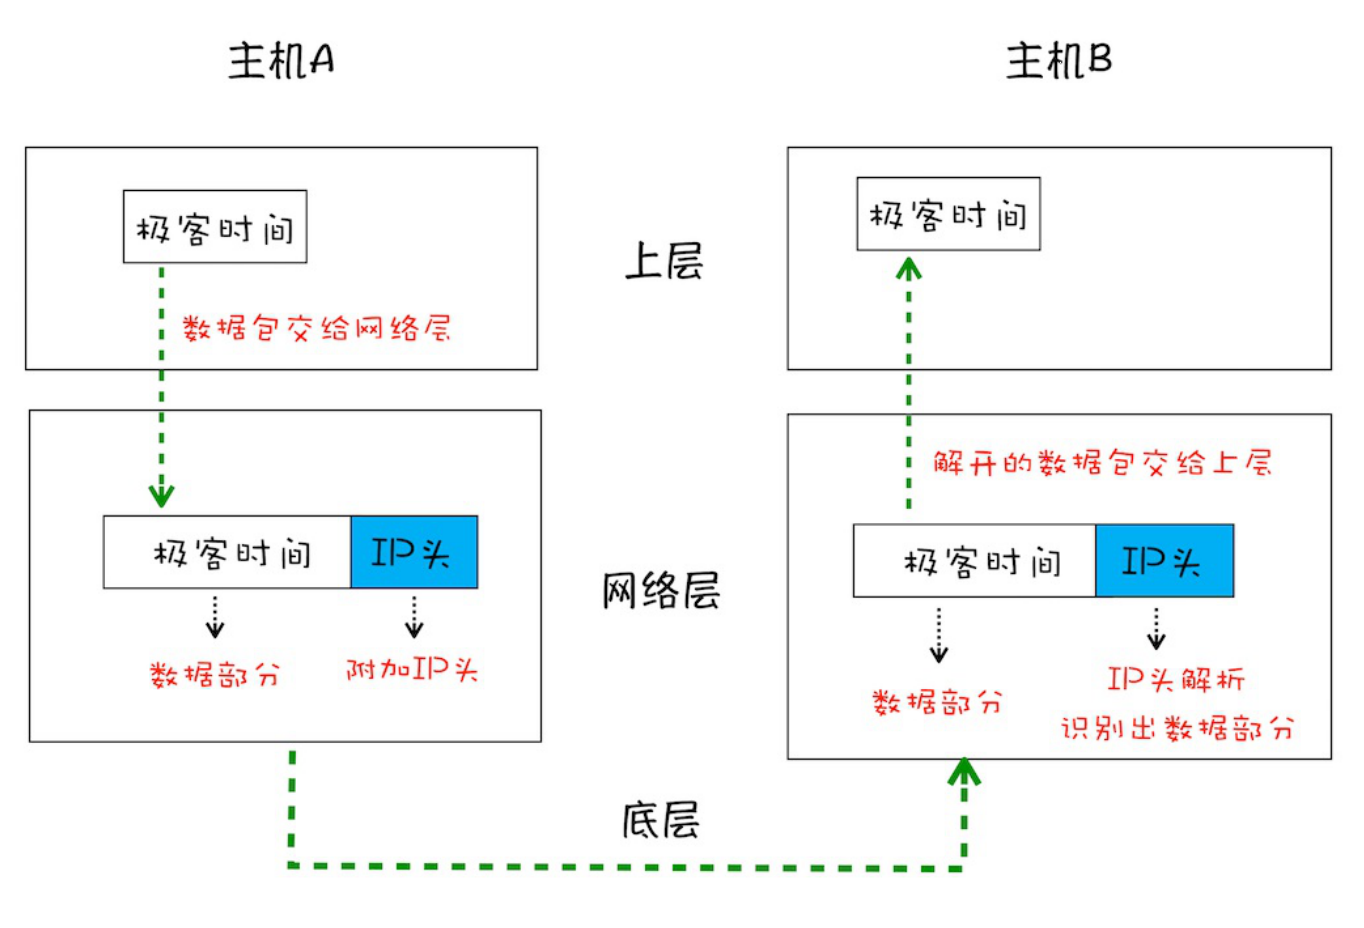 主机A
主机B
极客时间
极客时间
上层
数据包交给网络层
解开的数据包交给上层
极客时间
IP头
极客时间
IP头
网络层
数据部分
附加IP头
数据部分
IP头解析
识别出数据部分
底层